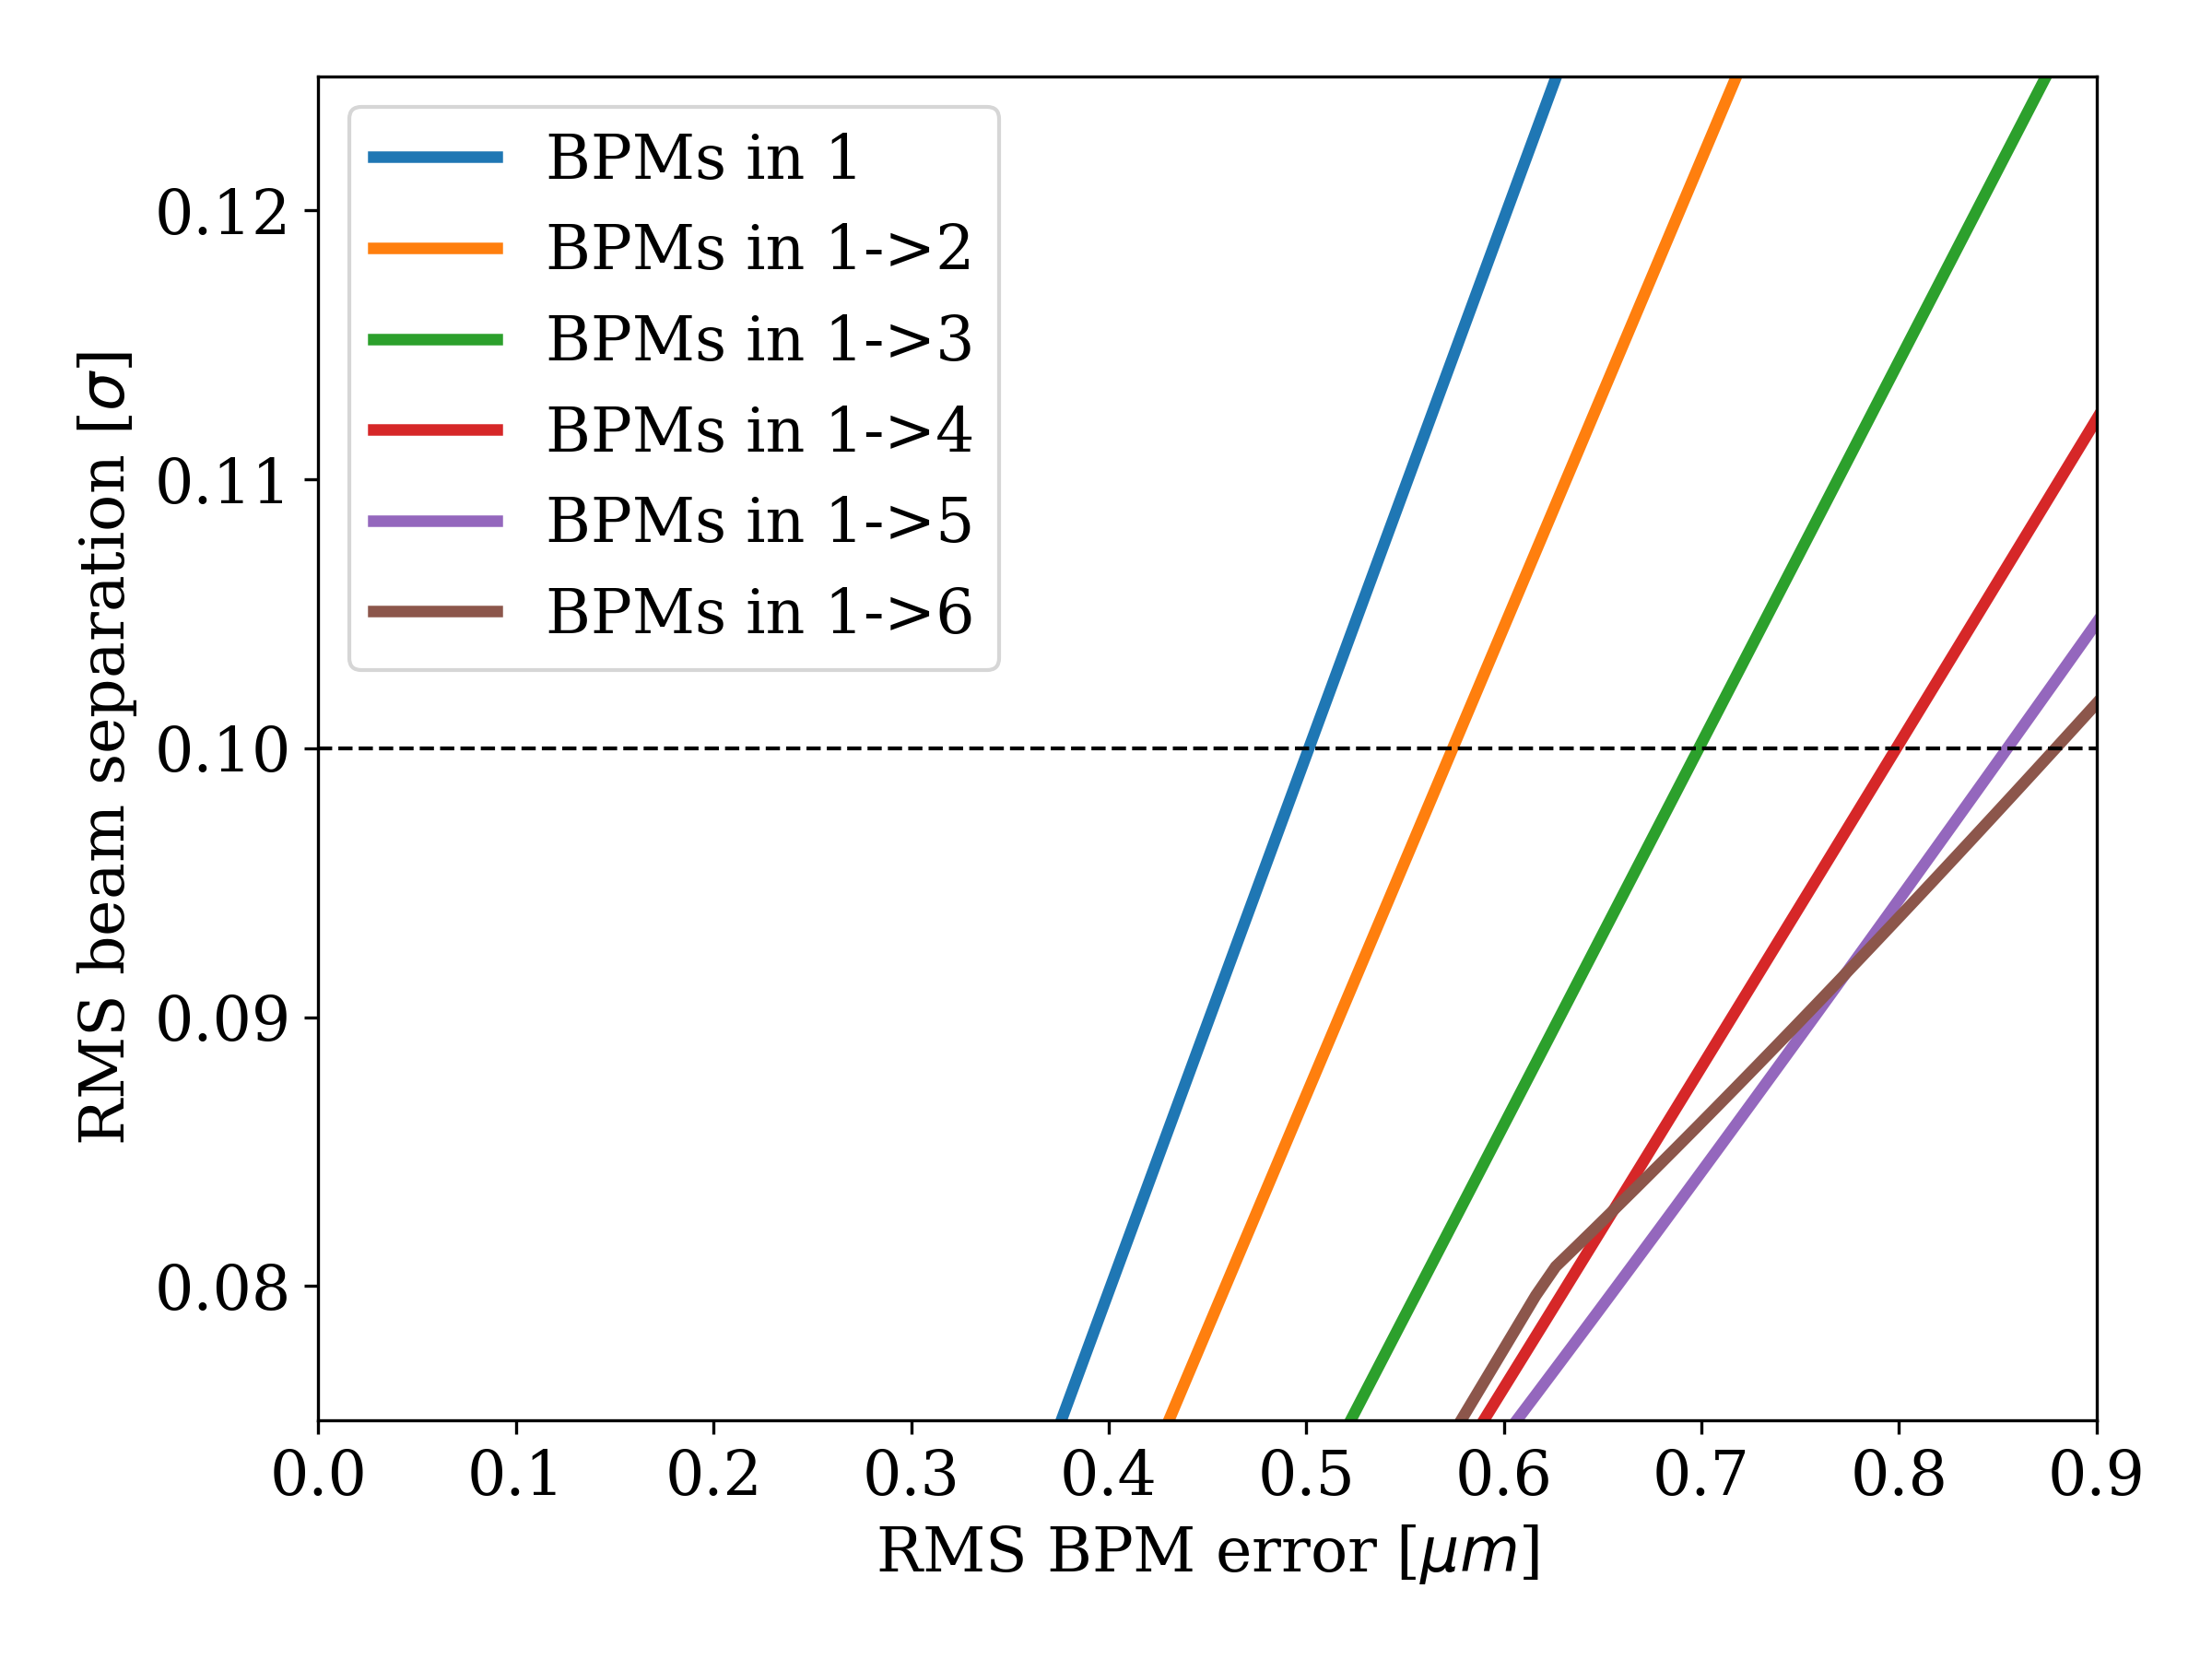 BPMs in 1
BPMs in 1->2
BPMs in 1->3
BPMs in 1->4
BPMs in 1->5
BPMs in 1->6
RMS beam separation [σ]
0.12
0.11
0.10
0.09
0.08
0.0 0.1 0.2 0.3 0.4 0.5 0.6 0.7 0.8 0.9
RMS BPM error [μm]